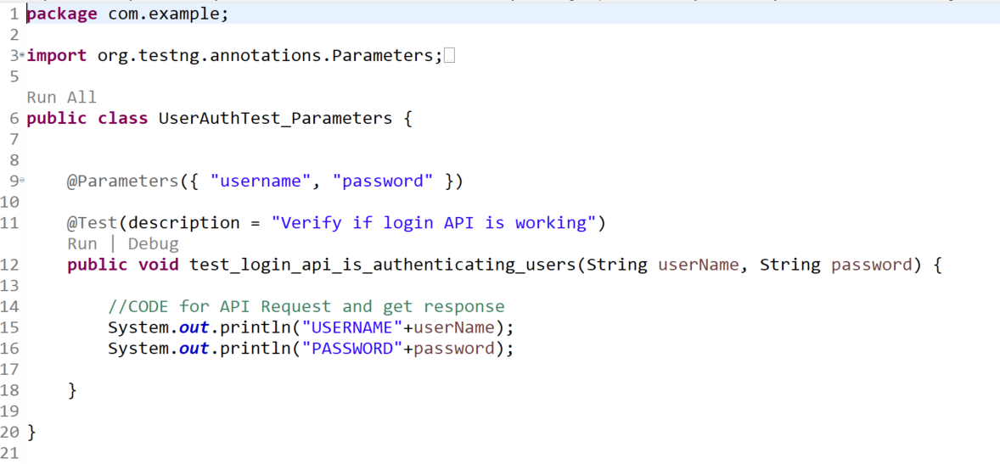 1 package com.example;
2
3 import org.testng.annotations.Parameters;
5
Run All
6 public class UserAuthTest_Parameters {
7
8
9 @Parameters({ "username", "password" })
10
11 @Test(description = "Verify if login API is working")
Run | Debug
12 public void test_login_api_is_authenticating_users(String userName, String password) {
13
14 //CODE for API Request and get response
15 System.out.println("USERNAME"+userName);
16 System.out.println("PASSWORD"+password);
17
18 }
19
20 }
21